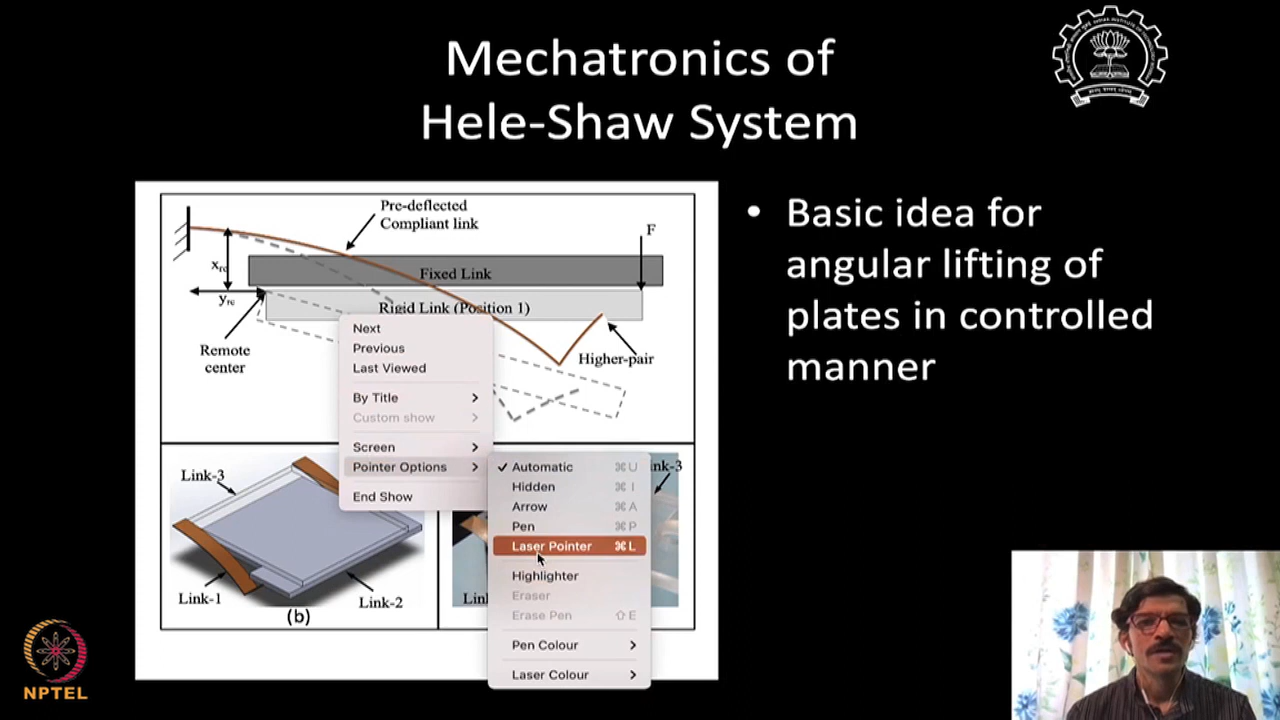 Mechatronics of
Hele-Shaw System
Pre-deflected
Compliant link
F
Fixed Link
Rigid Link (Position 1)
Remote
center
Higher-pair
• Basic idea for
angular lifting of
plates in controlled
manner
Next
Previous
Last Viewed
By Title
Custom show
Screen
Pointer Options
End Show
✓ Automatic ⌘U
Hidden ⌘I
Arrow ⌘A
Pen ⌘P
Laser Pointer ⌘L
Highlighter
Eraser
Erase Pen ⇧E
Pen Colour
Laser Colour
Link-3
Link-1
Link-2
(b)
nk-3
NPTEL